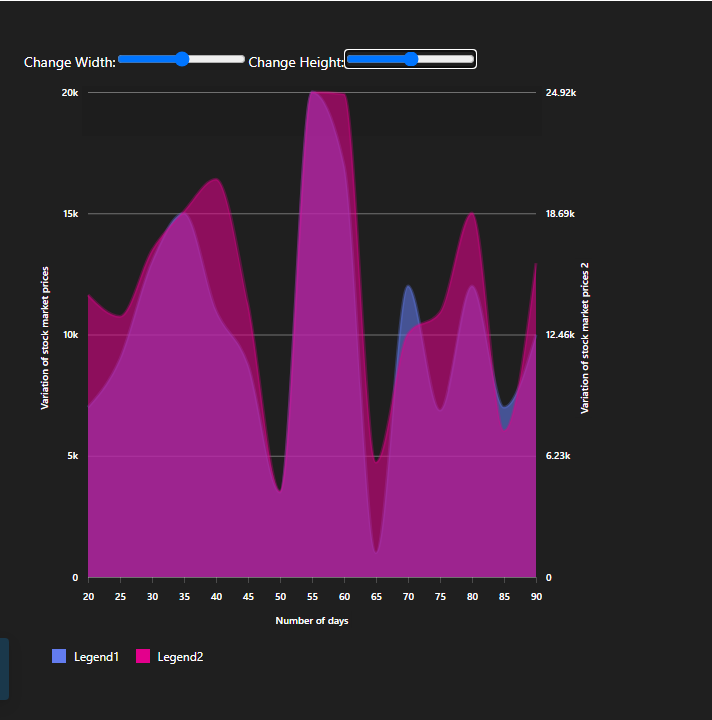 Change Width: Change Height:
20k 24.92k
15k 18.69k
Variation of stock market prices
Variation of stock market prices 2
10k 12.46k
5k 6.23k
0 0
20 25 30 35 40 45 50 55 60 65 70 75 80 85 90
Number of days
Legend1 Legend2